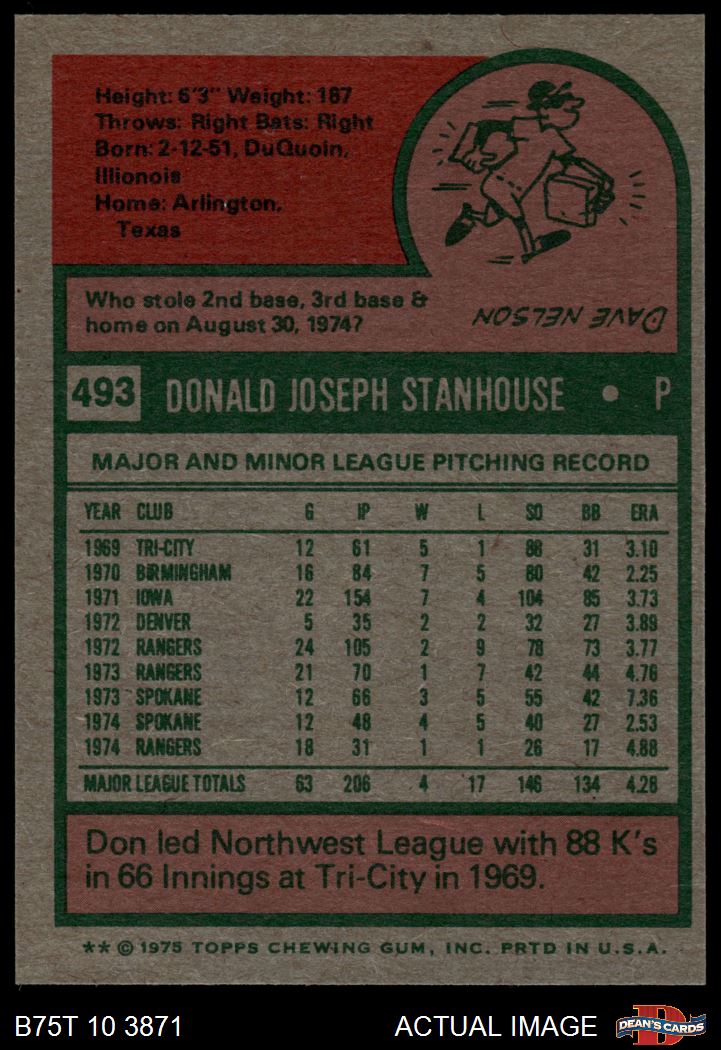 Height: 6'3" Weight: 187
Throws: Right Bats: Right
Born: 2-12-51, DuQuoin,
Illionois
Home: Arlington,
Texas
Who stole 2nd base, 3rd base &
home on August 30, 1974?
DAVE NELSON
493 DONALD JOSEPH STANHOUSE • P
MAJOR AND MINOR LEAGUE PITCHING RECORD
YEAR CLUB G IP W L SO BB ERA
1969 TRI-CITY 12 61 5 1 88 31 3.10
1970 BIRMINGHAM 16 84 7 5 80 42 2.25
1971 IOWA 22 154 7 4 104 85 3.73
1972 DENVER 5 35 2 2 32 27 3.89
1972 RANGERS 24 105 2 9 78 73 3.77
1973 RANGERS 21 70 1 7 42 44 4.76
1973 SPOKANE 12 66 3 5 55 42 7.36
1974 SPOKANE 12 48 4 5 40 27 2.53
1974 RANGERS 18 31 1 1 26 17 4.88
MAJOR LEAGUE TOTALS 63 206 4 17 146 134 4.28
Don led Northwest League with 88 K's
in 66 Innings at Tri-City in 1969.
** © 1975 TOPPS CHEWING GUM, INC. PRTD IN U.S.A.
B75T 10 3871 ACTUAL IMAGE DEAN'S CARDS